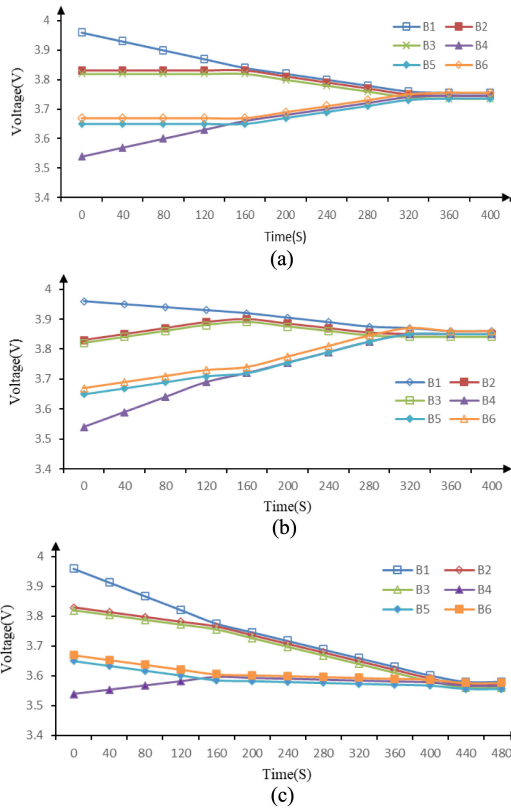 4
3.9
3.8
3.7
3.6
3.5
3.4
Voltage(V)
B1 B2
B3 B4
B5 B6
0 40 80 120 160 200 240 280 320 360 400
Time(S)
(a)
4
3.9
3.8
3.7
3.6
3.5
3.4
Voltage(V)
B1 B2
B3 B4
B5 B6
0 40 80 120 160 200 240 280 320 360 400
Time(S)
(b)
4
3.9
3.8
3.7
3.6
3.5
3.4
Voltage(V)
B1 B2
B3 B4
B5 B6
0 40 80 120 160 200 240 280 320 360 400 440 480
Time(S)
(c)